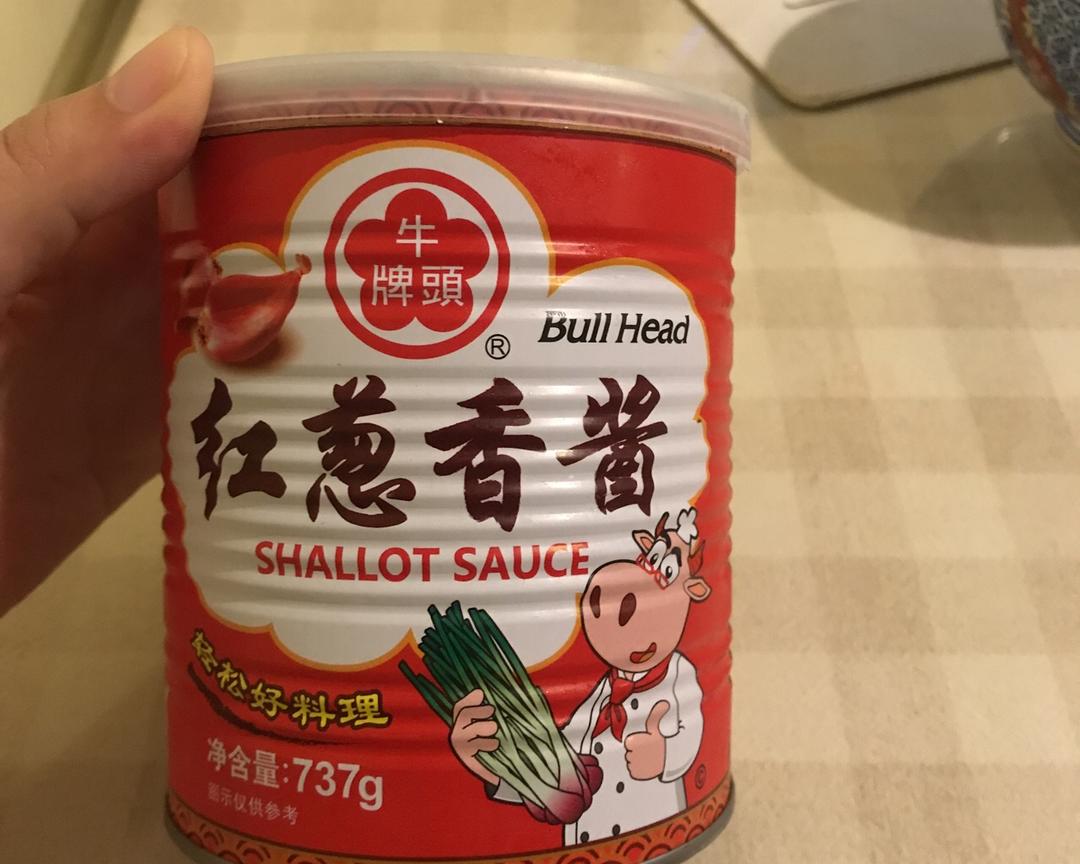 牛
牌頭
®
Bull Head
红葱香酱
SHALLOT SAUCE
轻松好料理
净含量:737g
图示仅供参考
©